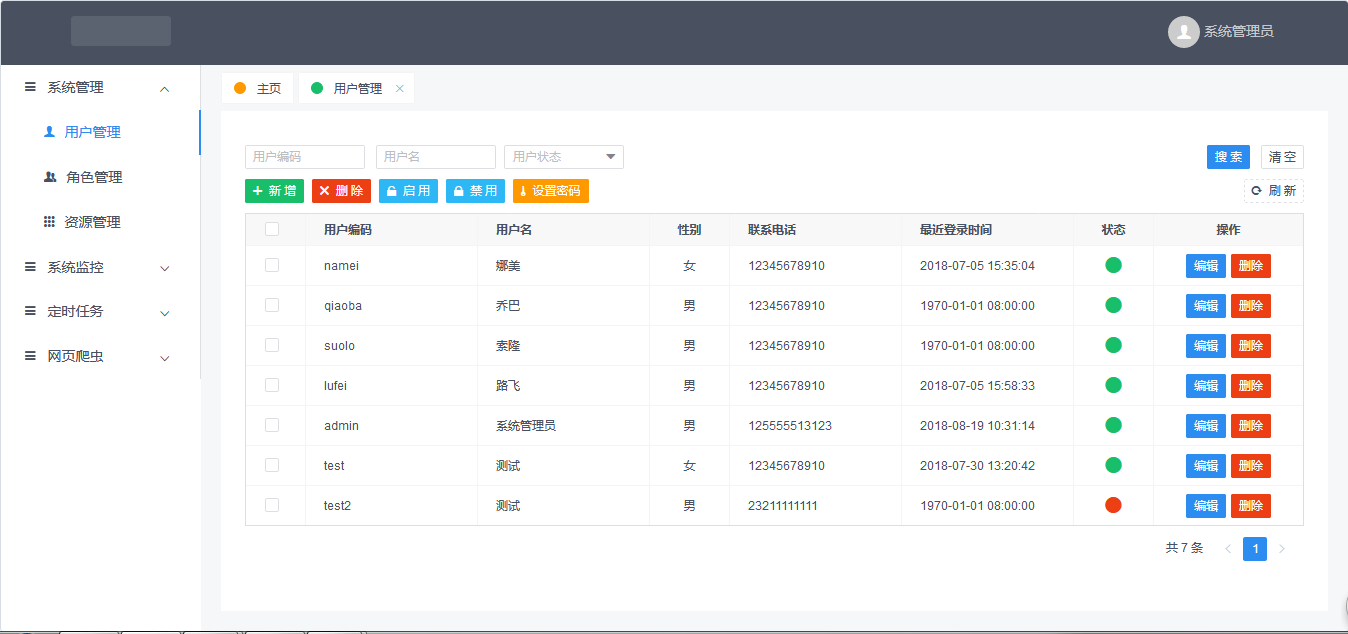 系统管理员
系统管理
用户管理
角色管理
资源管理
系统监控
定时任务
网页爬虫
主页 用户管理
用户编码 用户名 用户状态 搜 索 清 空
新 增 删 除 启 用 禁 用 设置密码 刷 新
用户编码 用户名 性别 联系电话 最近登录时间 状态 操作
namei 娜美 女 12345678910 2018-07-05 15:35:04 编辑 删除
qiaoba 乔巴 男 12345678910 1970-01-01 08:00:00 编辑 删除
suolo 索隆 男 12345678910 1970-01-01 08:00:00 编辑 删除
lufei 路飞 男 12345678910 2018-07-05 15:58:33 编辑 删除
admin 系统管理员 男 125555513123 2018-08-19 10:31:14 编辑 删除
test 测试 女 12345678910 2018-07-30 13:20:42 编辑 删除
test2 测试 男 23211111111 1970-01-01 08:00:00 编辑 删除
共 7 条 1